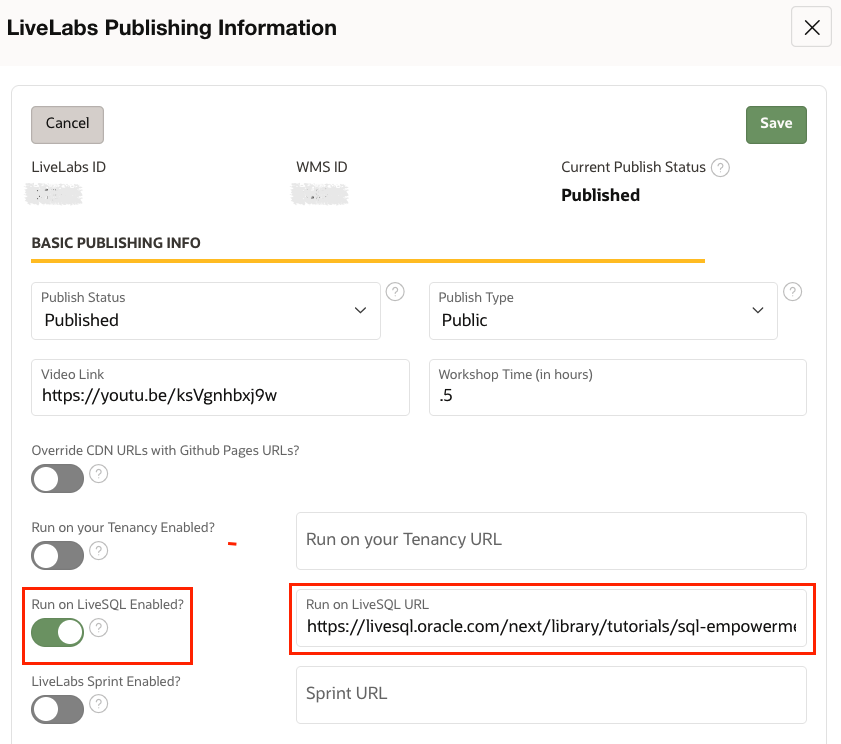 LiveLabs Publishing Information
Cancel
Save
LiveLabs ID
WMS ID
Current Publish Status ?
Published
BASIC PUBLISHING INFO
Publish Status
Published
?
Publish Type
Public
?
Video Link
https://youtu.be/ksVgnhbxj9w
Workshop Time (in hours)
.5
Override CDN URLs with Github Pages URLs?
?
Run on your Tenancy Enabled?
?
Run on your Tenancy URL
Run on LiveSQL Enabled?
?
Run on LiveSQL URL
https://livesql.oracle.com/next/library/tutorials/sql-empowerme
LiveLabs Sprint Enabled?
?
Sprint URL